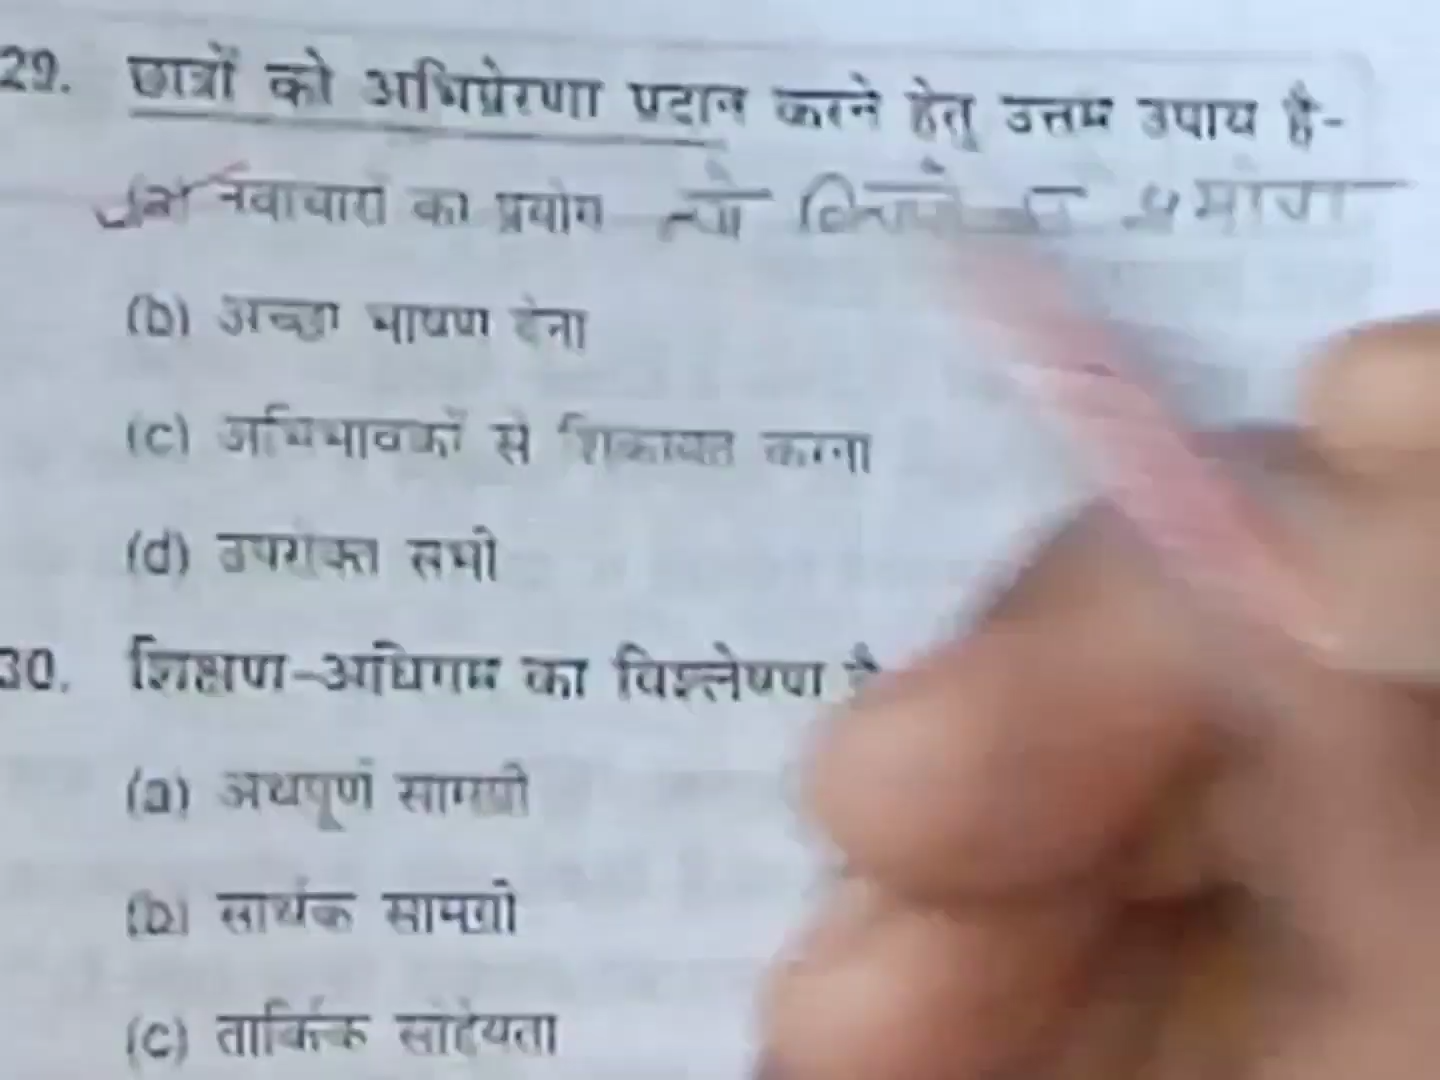 29. छात्रों को अभिप्रेरणा प्रदान करने हेतु उत्तम उपाय है-
(a) नवाचारों का प्रयोग
(b) अच्छा भाषण देना
(c) अभिभावकों से शिकायत करना
(d) उपरोक्त सभी
30. शिक्षण-अधिगम का विश्लेषण है
(a) अर्थपूर्ण सामग्री
(b) सार्थक सामग्री
(c) तार्किक सोद्देश्यता